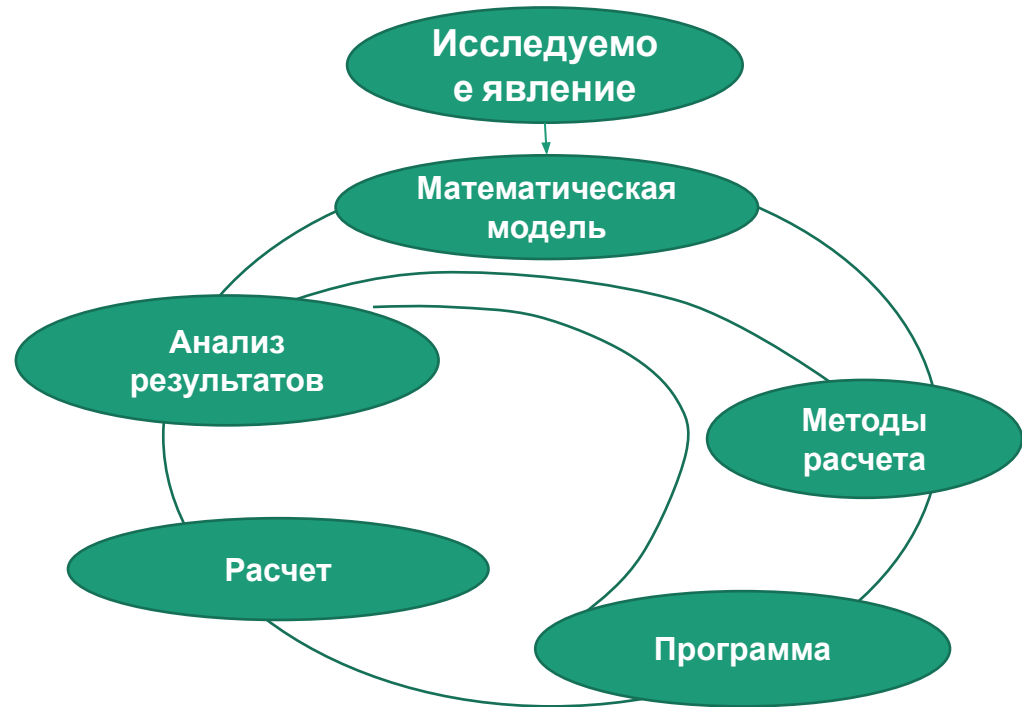 Исследуемо
е явление
Математическая
модель
Анализ
результатов
Методы
расчета
Расчет
Программа